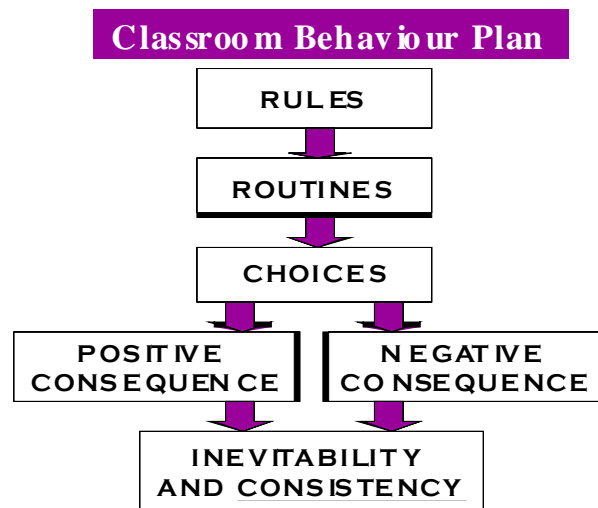 Classroom Behaviour Plan
RULES
ROUTINES
CHOICES
POSITIVE
CONSEQUENCE
NEGATIVE
CONSEQUENCE
INEVITABILITY
AND CONSISTENCY